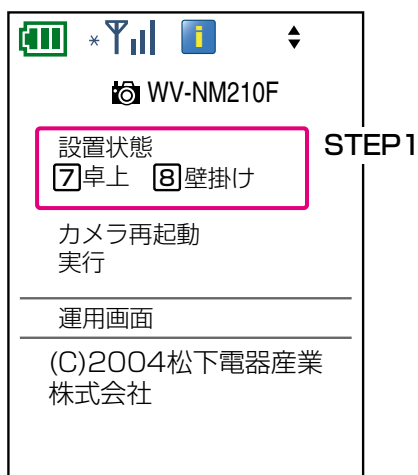 WV-NM210F
設置状態
STEP1
7卓上 8壁掛け
カメラ再起動
実行
運用画面
(C)2004松下電器産業
株式会社